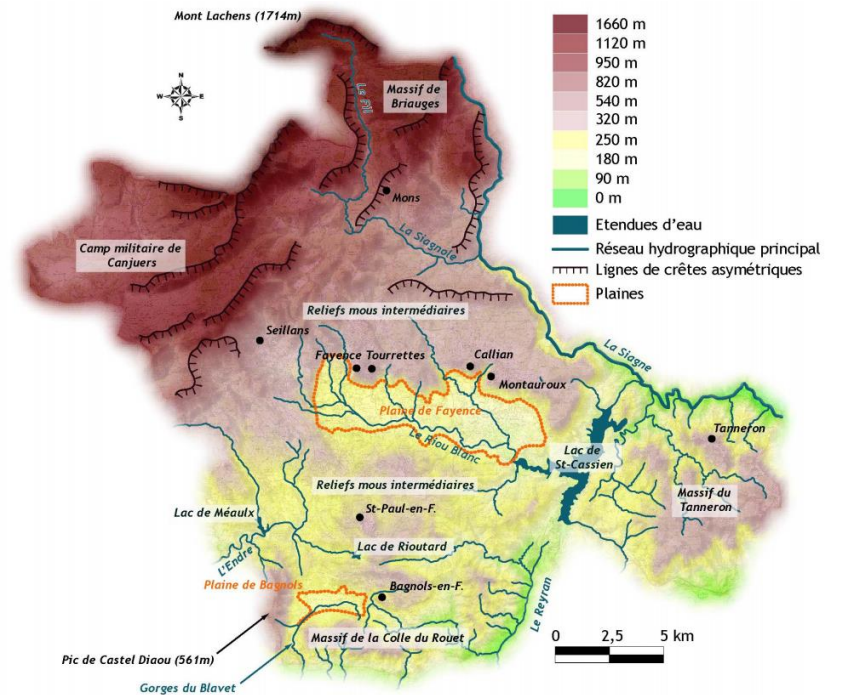 Mont Lachens (1714m)
N
W
E
S
Le Fil
Massif de
Briauges
Mons
La Siagnole
Camp militaire de
Canjuers
Reliefs mous intermédiaires
Seillans
Fayence Tourrettes
Callian
Montauroux
La Siagne
Plaine de Fayence
Le Riou Blanc
Tanneron
Lac de
St-Cassien
Reliefs mous intermédiaires
Massif du
Tanneron
St-Paul-en-F.
Lac de Méaulx
Lac de Rioutard
L'Endre
Plaine de Bagnols
Bagnols-en-F.
Le Reyran
Massif de la Colle du Rouet
Pic de Castel Diaou (561m)
Gorges du Blavet
1660 m
1120 m
950 m
820 m
540 m
320 m
250 m
180 m
90 m
0 m
Etendues d'eau
Réseau hydrographique principal
Lignes de crêtes asymétriques
Plaines
0 2,5 5 km